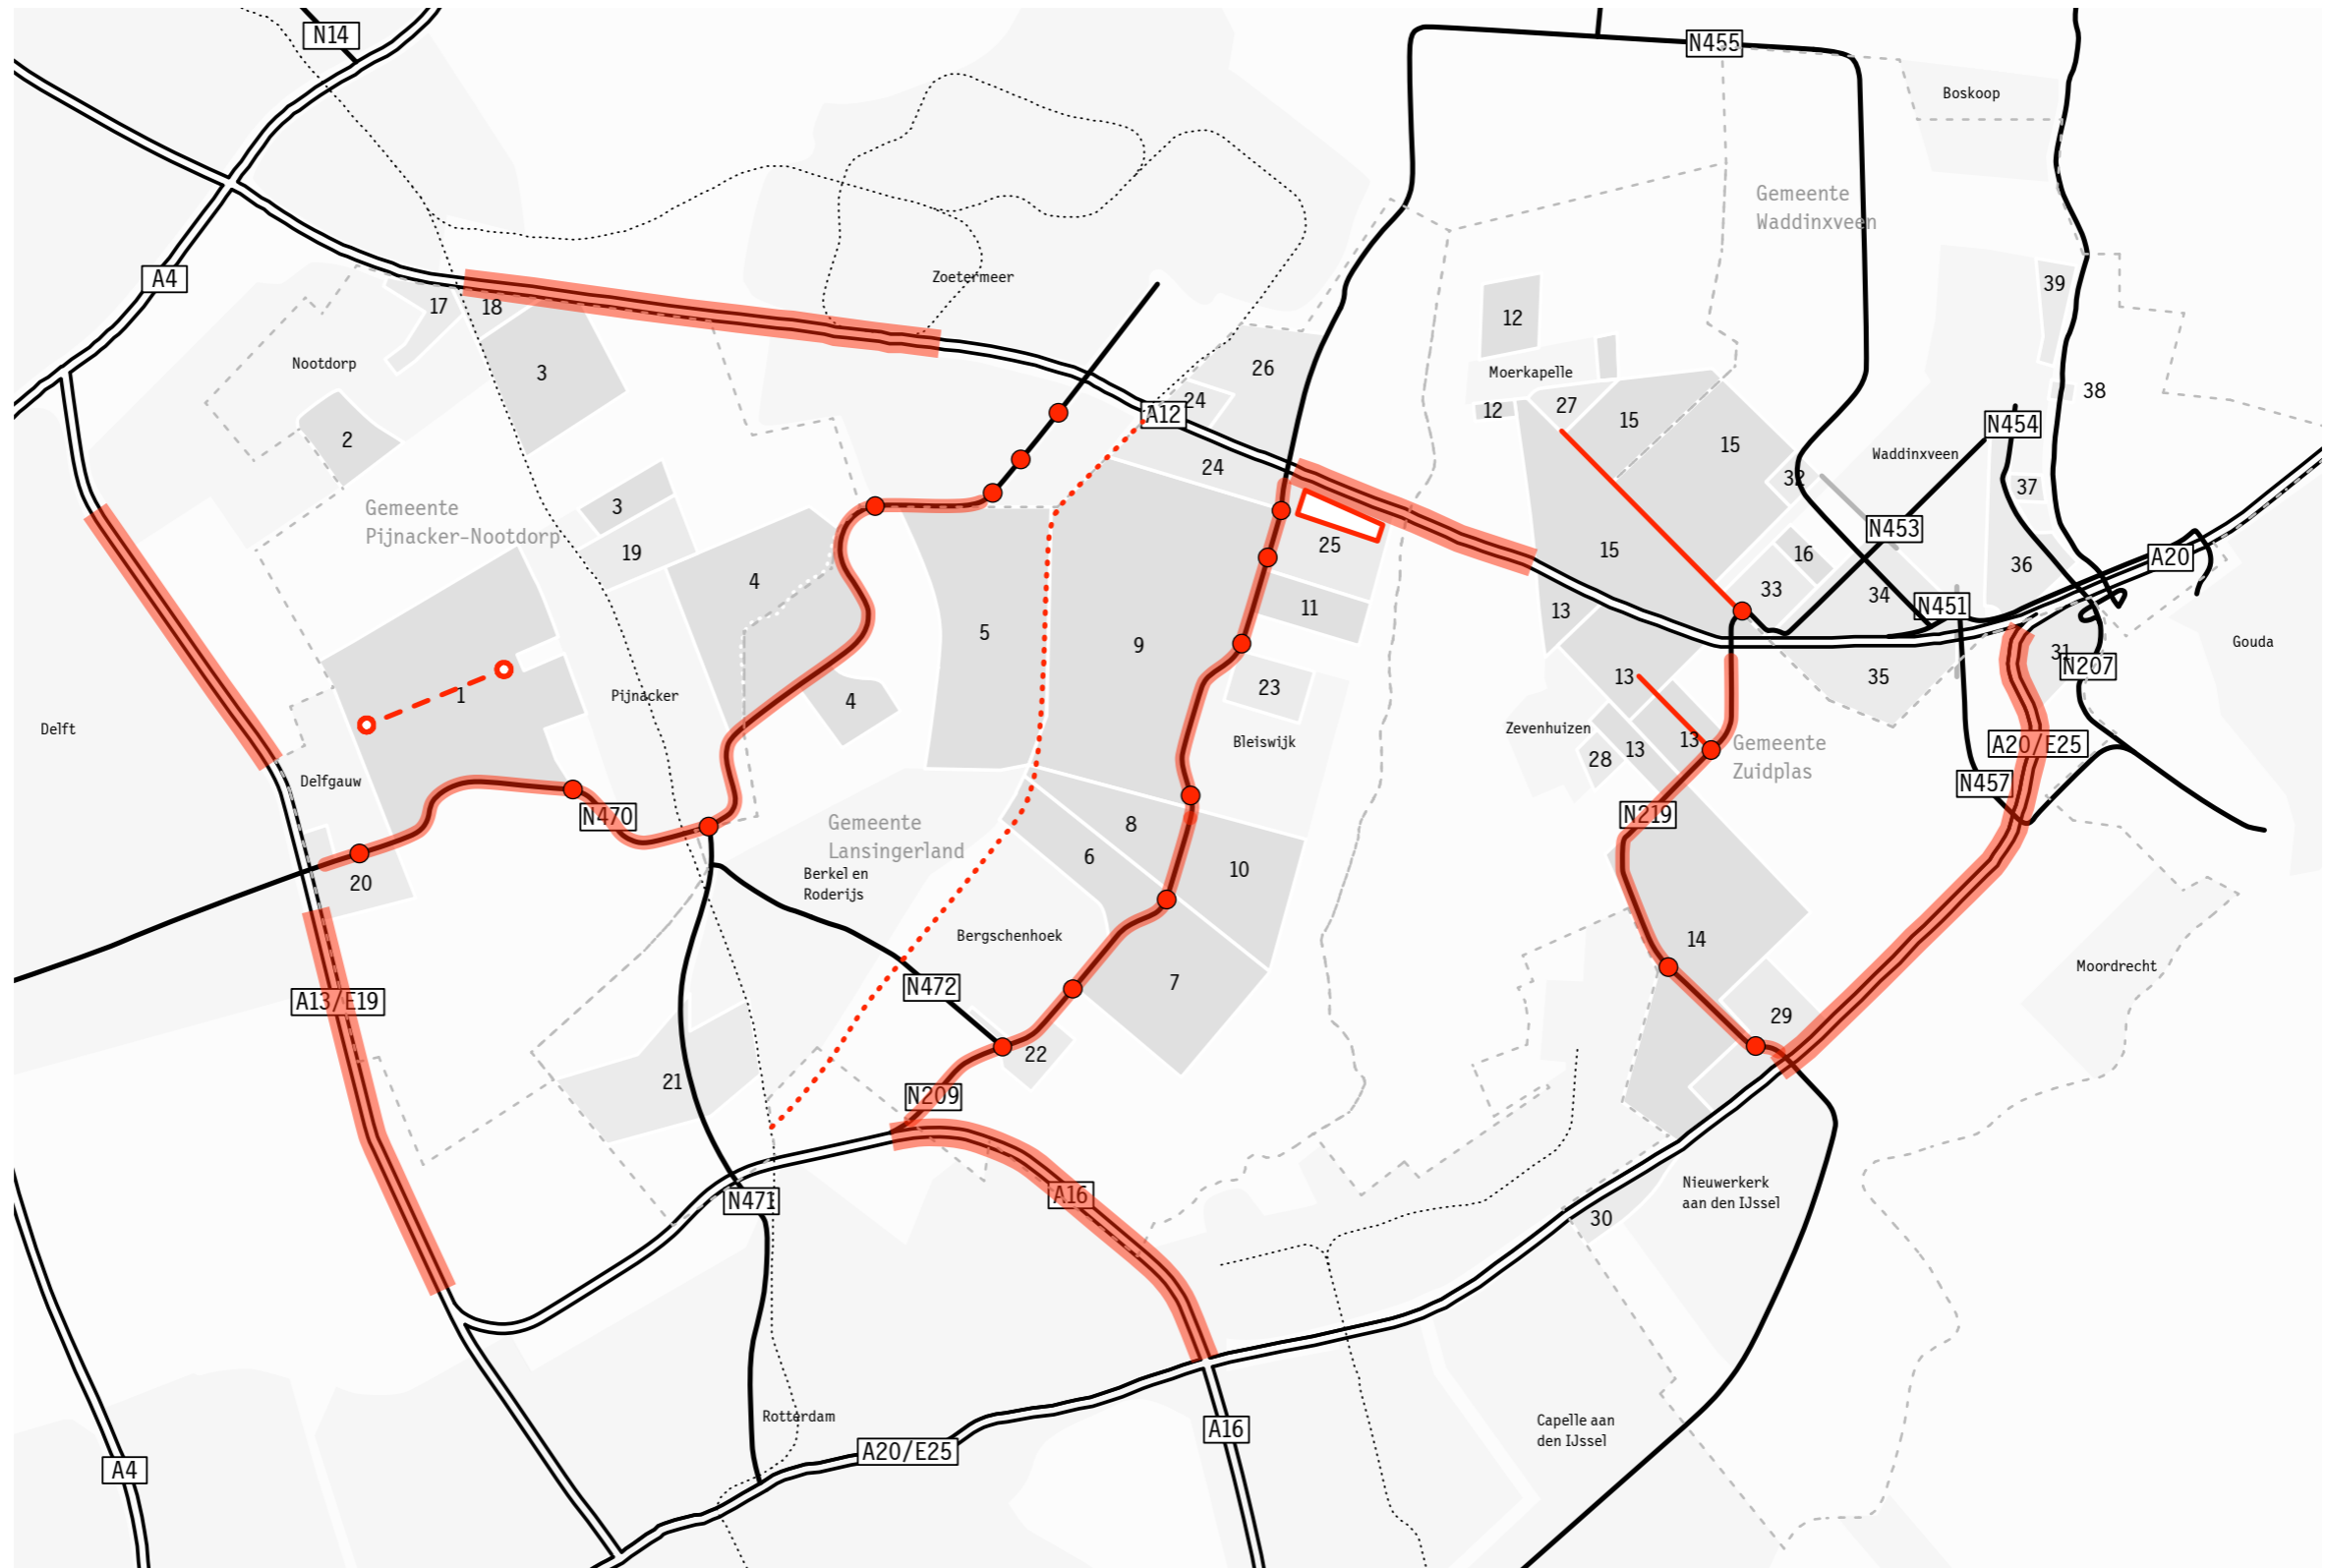 N14
N455
Boskoop
Gemeente
Waddinxveen
A4
Zoetermeer
39
17
18
12
Nootdorp
3
26
Moerkapelle
38
24
A12
27
12
15
N454
2
15
Waddinxveen
24
32
37
Gemeente
Pijnacker-Nootdorp
3
N453
25
15
16
19
A20
36
4
33
34
11
N451
13
5
9
Gouda
31
N207
13
35
23
1
Pijnacker
4
Delft
Zevenhuizen
Bleiswijk
13
13
Gemeente
Zuidplas
A20/E25
28
Delfgauw
N457
N470
N219
Gemeente
Lansingerland
8
6
10
Berkel en
Roderijs
20
Bergschenhoek
14
Moordrecht
7
N472
A13/E19
29
22
21
N209
Nieuwerkerk
aan den IJssel
A16
N471
30
Rotterdam
Capelle aan
den IJssel
A16
A20/E25
A4